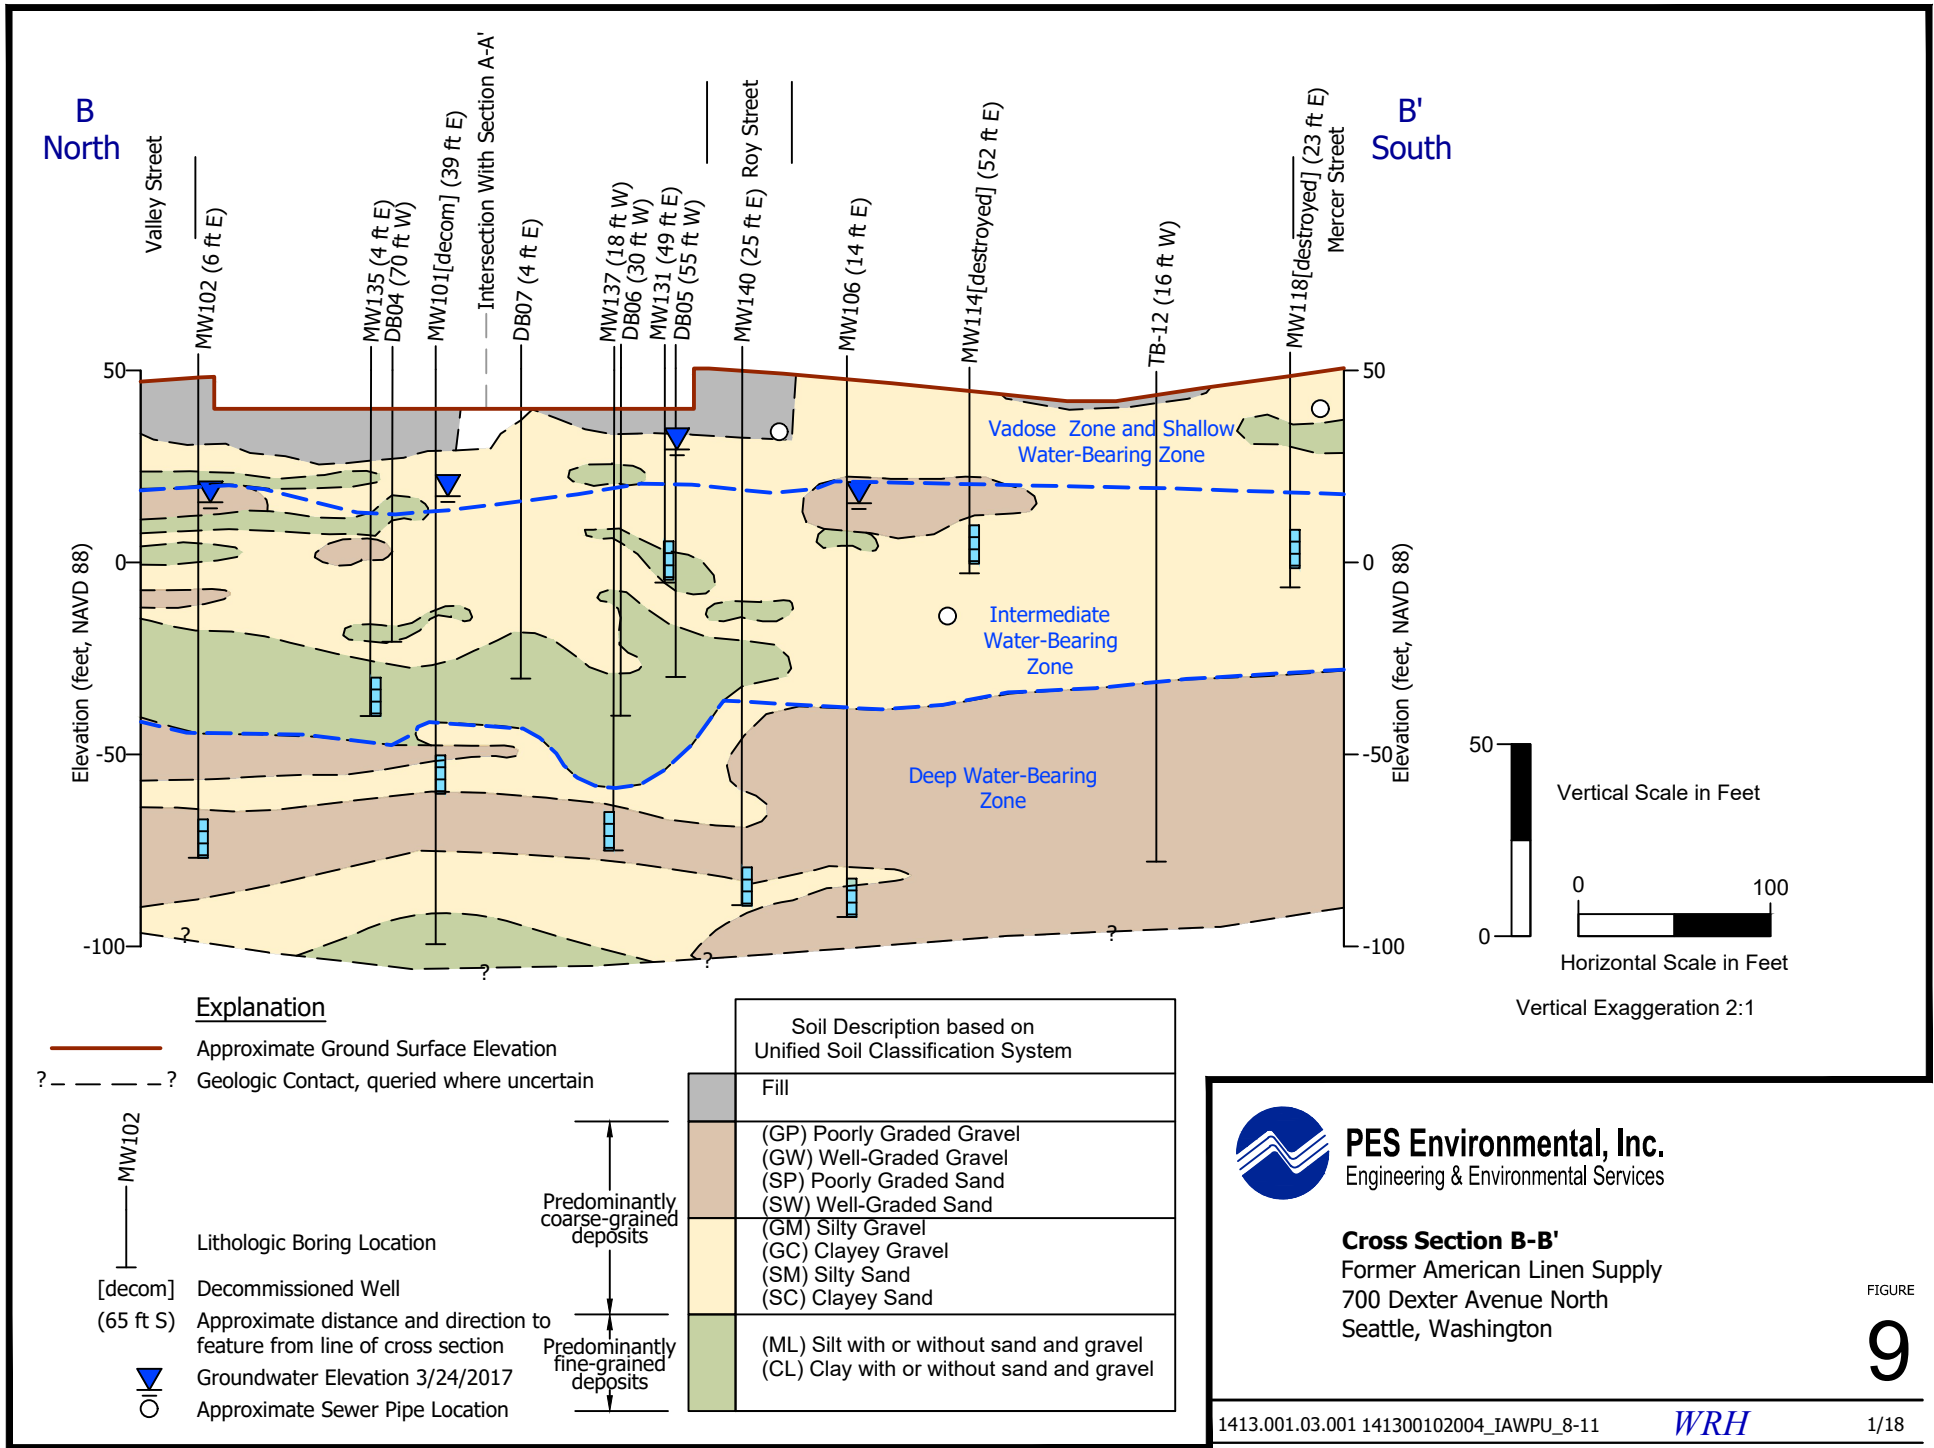 B
North
Valley Street
MW102 (6 ft E)
MW135 (4 ft E)
DB04 (70 ft W)
MW101[decom] (39 ft E)
Intersection With Section A-A'
DB07 (4 ft E)
MW137 (18 ft W)
DB06 (30 ft W)
MW131 (49 ft E)
DB05 (55 ft W)
MW140 (25 ft E)
Roy Street
MW106 (14 ft E)
MW114[destroyed] (52 ft E)
TB-12 (16 ft W)
MW118[destroyed] (23 ft E)
Mercer Street
B'
South
50
0
-50
-100
Elevation (feet, NAVD 88)
50
0
-50
-100
Elevation (feet, NAVD 88)
Vadose Zone and Shallow
Water-Bearing Zone
Intermediate
Water-Bearing
Zone
Deep Water-Bearing
Zone
?
?
?
?
50
0
Vertical Scale in Feet
0
100
Horizontal Scale in Feet
Vertical Exaggeration 2:1
Explanation
Approximate Ground Surface Elevation
? ? Geologic Contact, queried where uncertain
MW102
Lithologic Boring Location
[decom] Decommissioned Well
(65 ft S) Approximate distance and direction to
feature from line of cross section
Groundwater Elevation 3/24/2017
Approximate Sewer Pipe Location
Predominantly
coarse-grained
deposits
Predominantly
fine-grained
deposits
Soil Description based on
Unified Soil Classification System
Fill
(GP) Poorly Graded Gravel
(GW) Well-Graded Gravel
(SP) Poorly Graded Sand
(SW) Well-Graded Sand
(GM) Silty Gravel
(GC) Clayey Gravel
(SM) Silty Sand
(SC) Clayey Sand
(ML) Silt with or without sand and gravel
(CL) Clay with or without sand and gravel
PES Environmental, Inc.
Engineering & Environmental Services
Cross Section B-B'
Former American Linen Supply
700 Dexter Avenue North
Seattle, Washington
FIGURE
9
1413.001.03.001 141300102004_IAWPU_8-11
WRH
1/18